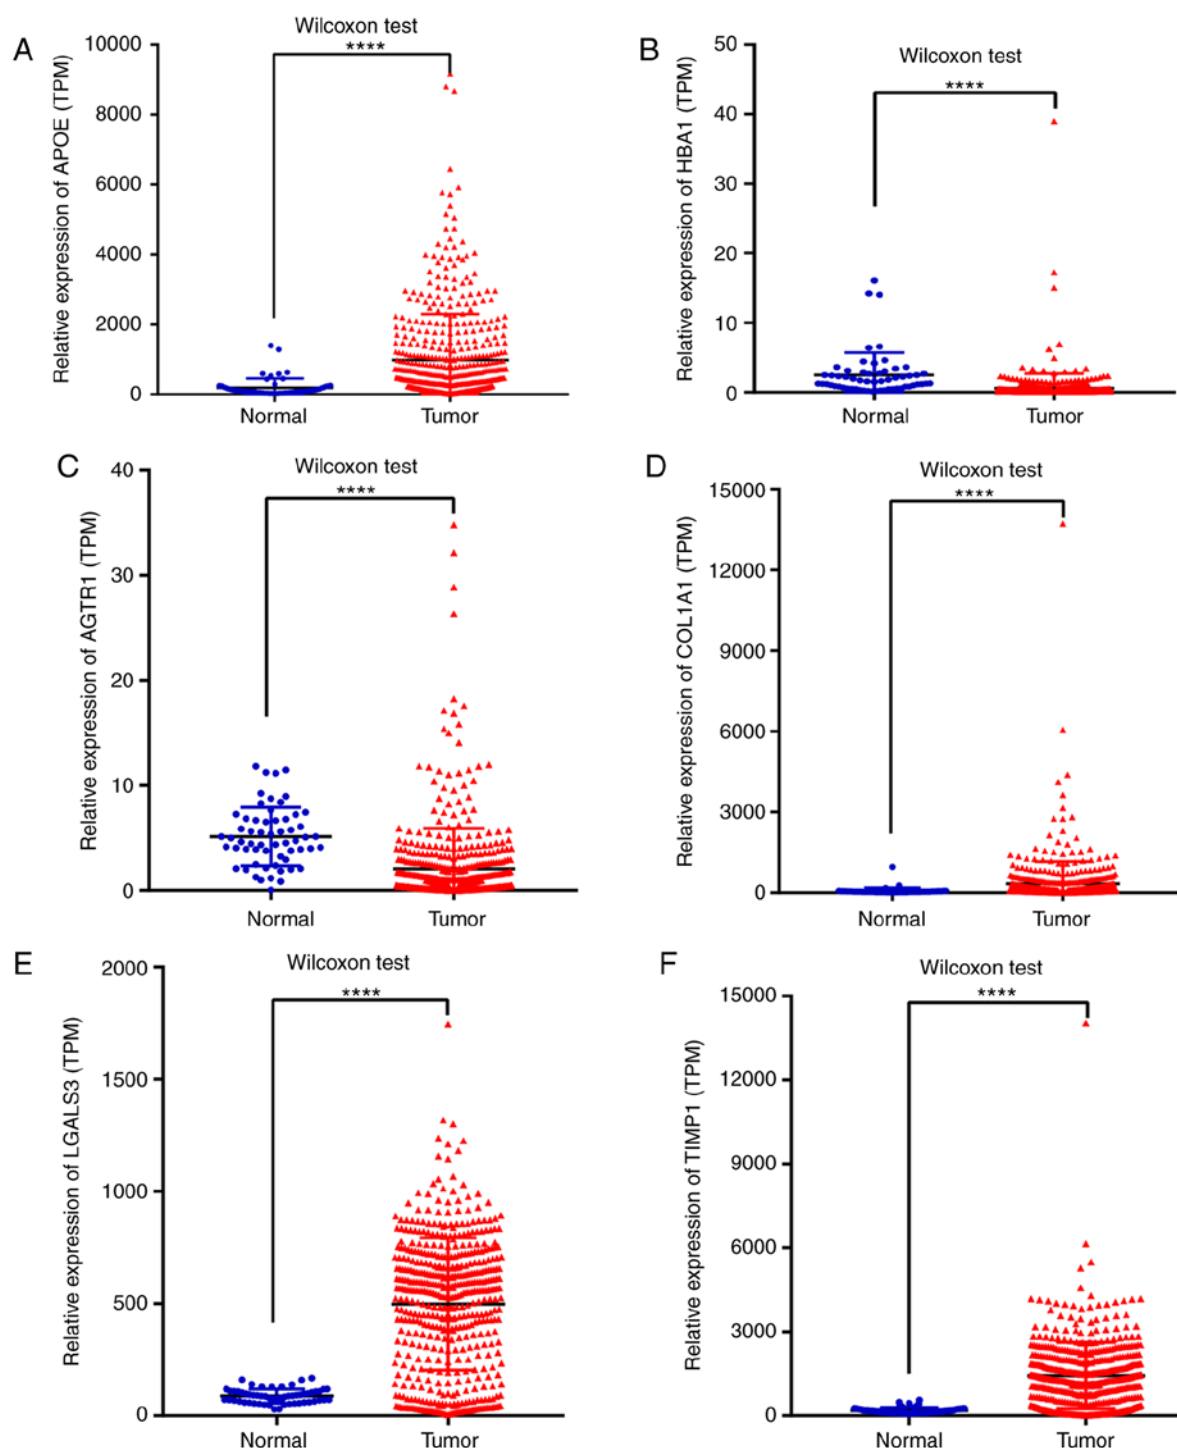 A
Wilcoxon test
****
Relative expression of APOE (TPM)
10000
8000
6000
4000
2000
0
Normal
Tumor
B
Wilcoxon test
****
Relative expression of HBA1 (TPM)
50
40
30
20
10
0
Normal
Tumor
C
Wilcoxon test
****
Relative expression of AGTR1 (TPM)
40
30
20
10
0
Normal
Tumor
D
Wilcoxon test
****
Relative expression of COL1A1 (TPM)
15000
12000
9000
6000
3000
0
Normal
Tumor
E
Wilcoxon test
****
Relative expression of LGALS3 (TPM)
2000
1500
1000
500
0
Normal
Tumor
F
Wilcoxon test
****
Relative expression of TIMP1 (TPM)
15000
12000
9000
6000
3000
0
Normal
Tumor